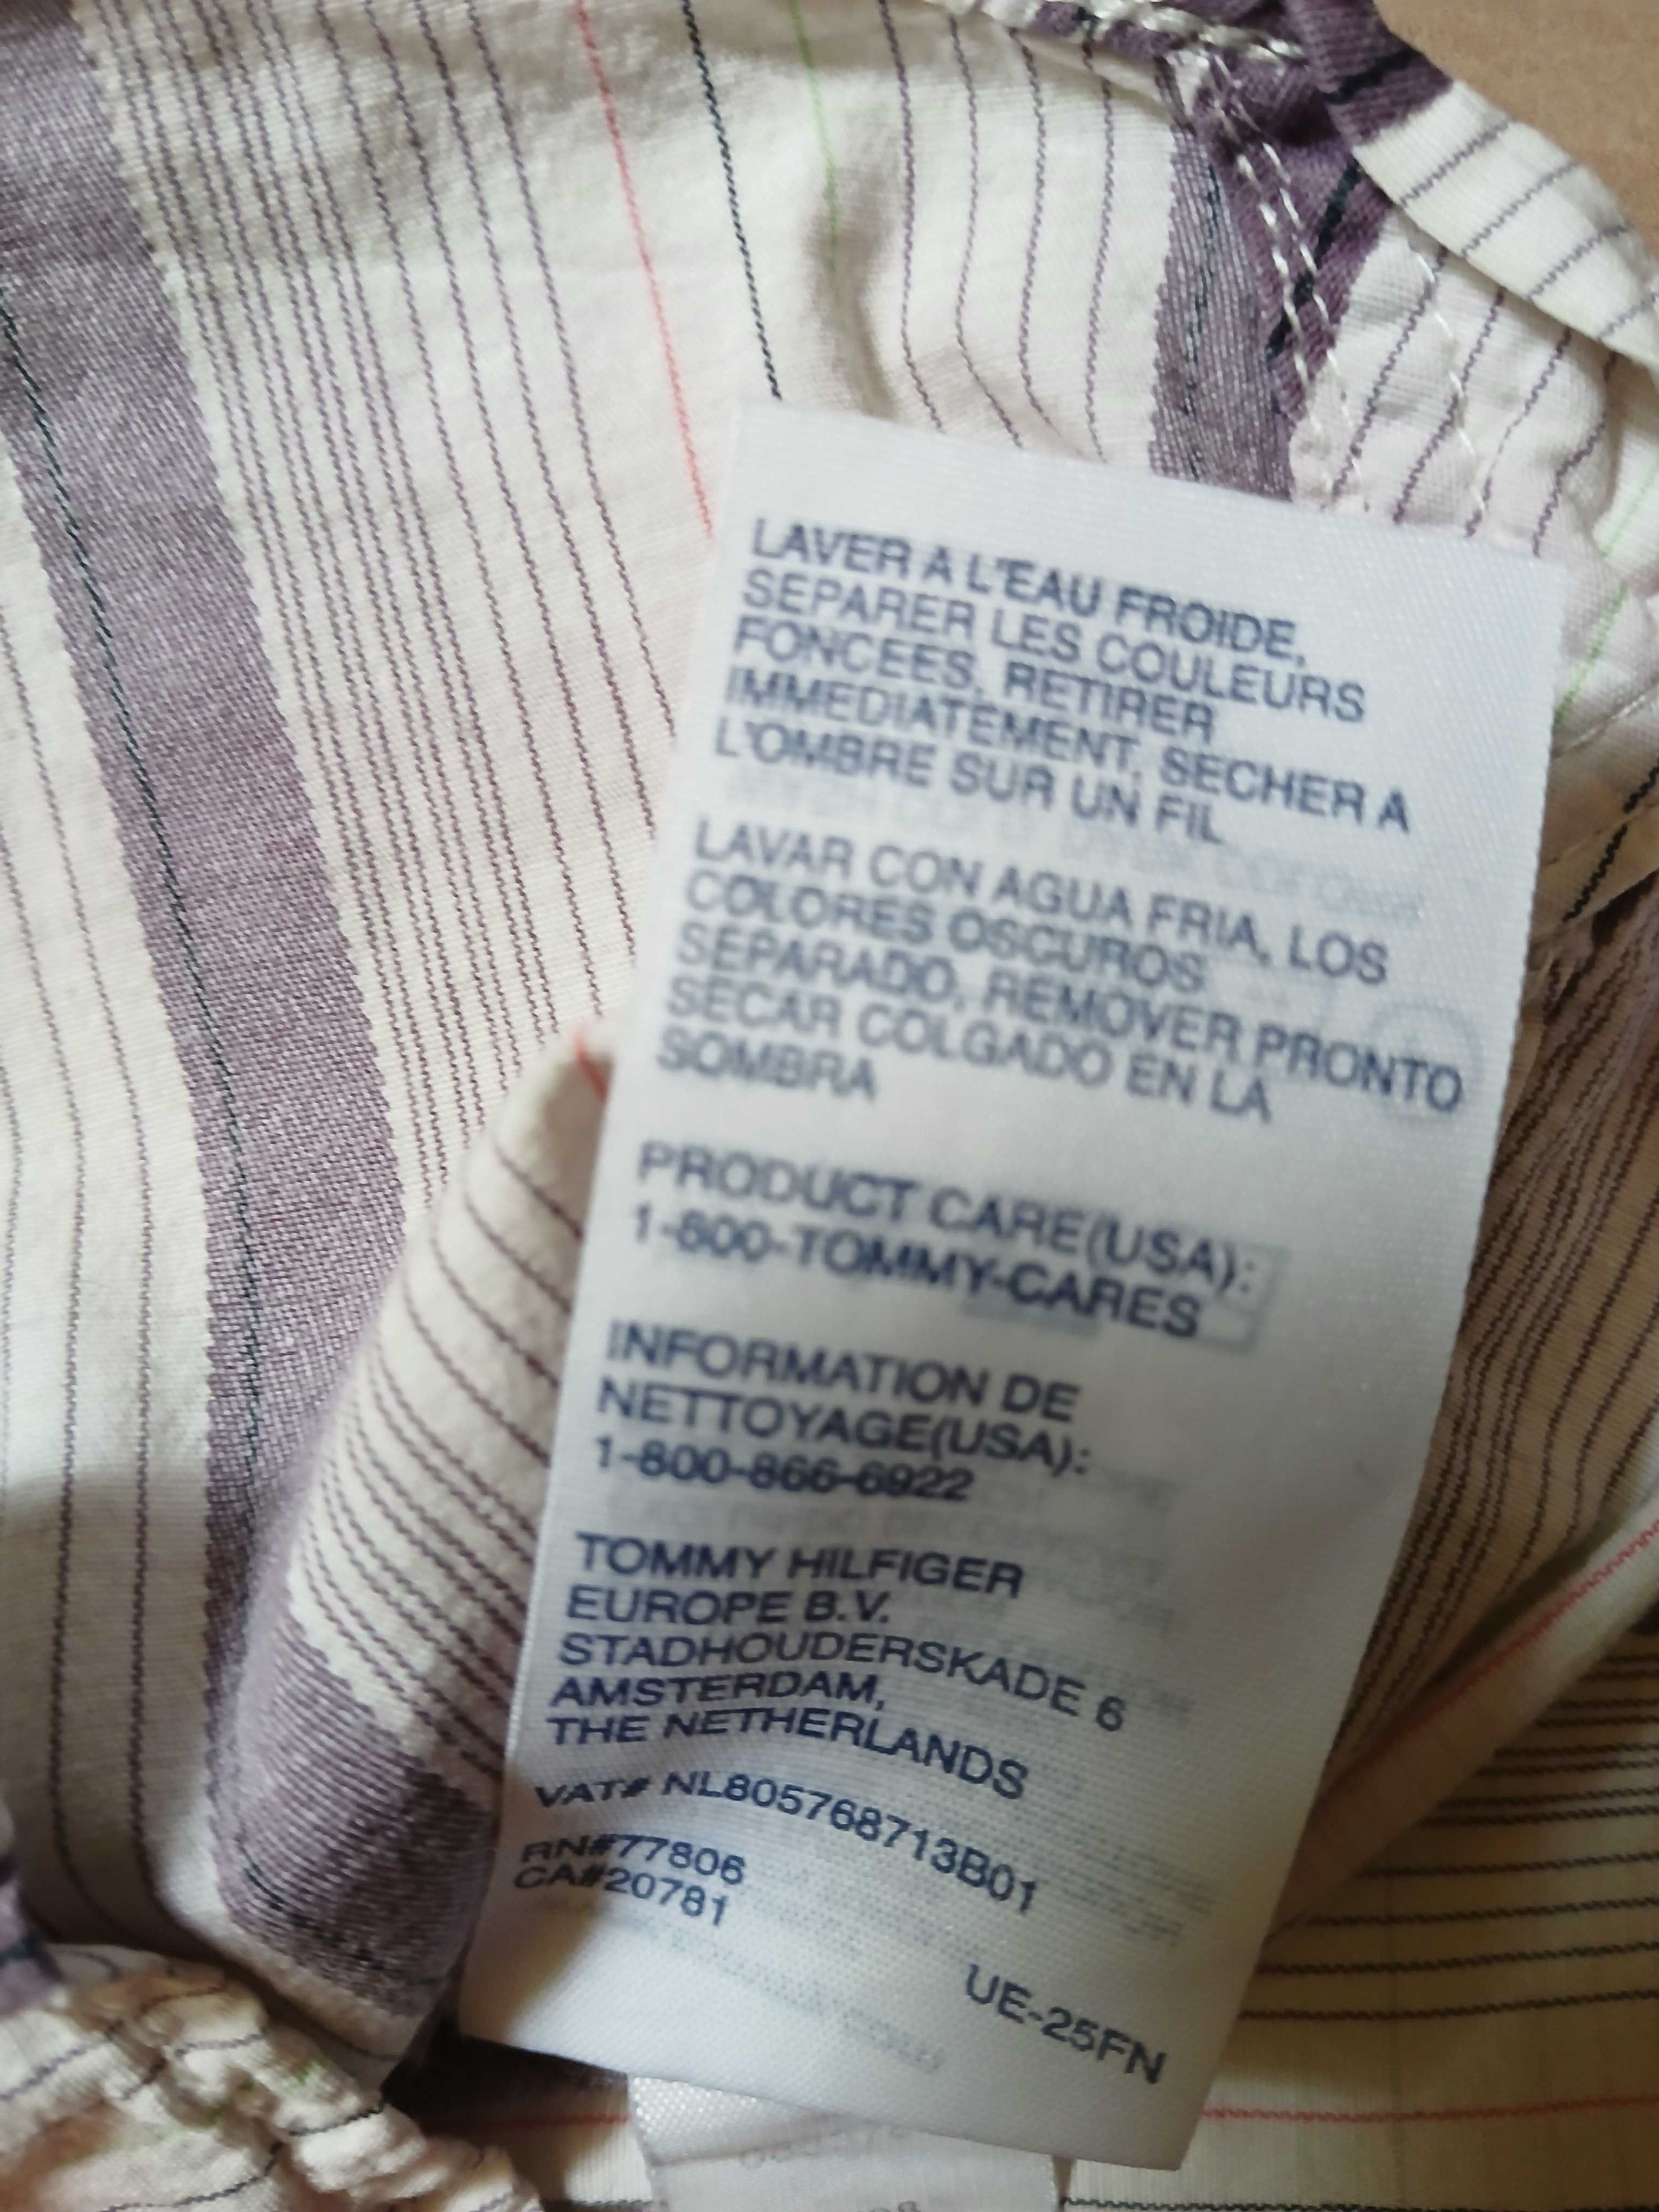 LAVER A L'EAU FROIDE,
SEPARER LES COULEURS
FONCEES, RETIRER
IMMEDIATEMENT, SECHER A
L'OMBRE SUR UN FIL
LAVAR CON AGUA FRIA, LOS
COLORES OSCUROS
SEPARADO, REMOVER PRONTO
SECAR COLGADO EN LA
SOMBRA
PRODUCT CARE(USA):
1-800-TOMMY-CARES
INFORMATION DE
NETTOYAGE(USA):
1-800-866-6922
TOMMY HILFIGER
EUROPE B.V.
STADHOUDERSKADE 6
AMSTERDAM,
THE NETHERLANDS
VAT# NL805768713B01
RN#77806
CA#20781
UE-25FN